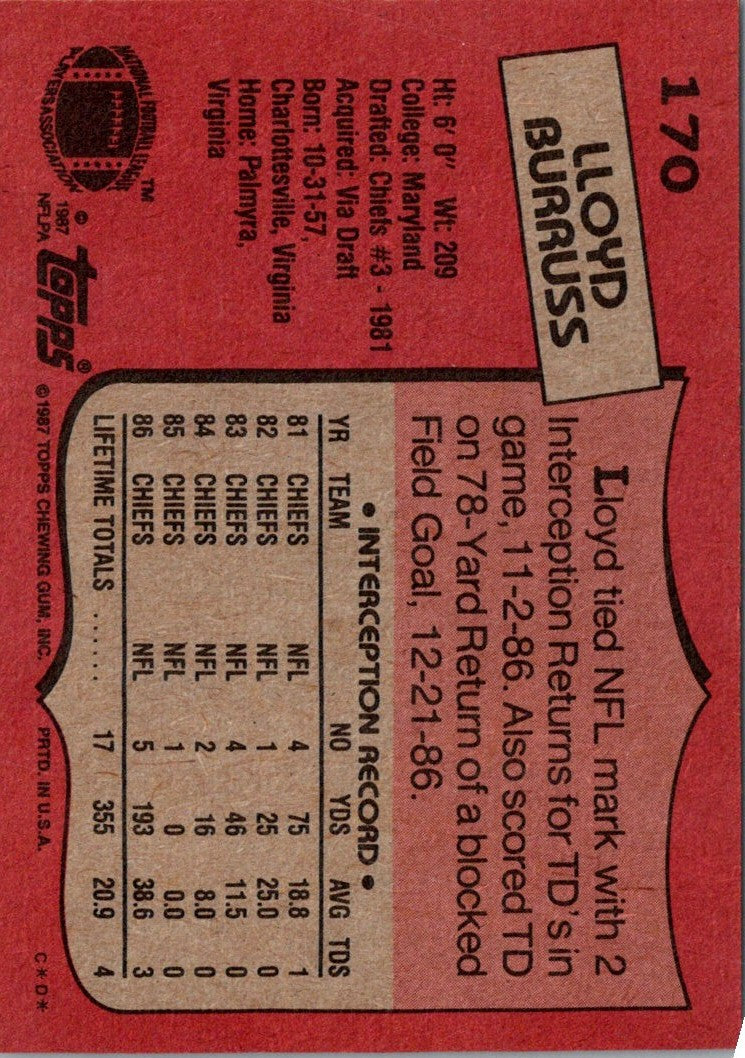 170
LLOYD
BURRUSS
Ht: 6' 0" Wt: 209
College: Maryland
Drated: Chiefs #3 - 1981
Acquired: Via Draft
Born: 10-31-57,
Charlottesville, Virginia
Home: Palmyra,
Virginia
NATIONAL FOOTBALL LEAGUE
PLAYERS ASSOCIATION
TM
© 1987
NFLPA
topps®
Lloyd tied NFL mark with 2
Interception Returns for TD's in
game, 11-2-86. Also scored TD
on 78-Yard Return of a blocked
Field Goal, 12-21-86.
• INTERCEPTION RECORD •
YR TEAM NO YDS AVG TDS
81 CHIEFS NFL 4 75 18.8 1
82 CHIEFS NFL 1 25 25.0 0
83 CHIEFS NFL 4 46 11.5 0
84 CHIEFS NFL 2 16 8.0 0
85 CHIEFS NFL 1 0 0.0 0
86 CHIEFS NFL 5 193 38.6 3
LIFETIME TOTALS ...... 17 355 20.9 4
© 1987 TOPPS CHEWING GUM, INC. PRTD. IN U.S.A. C*D*